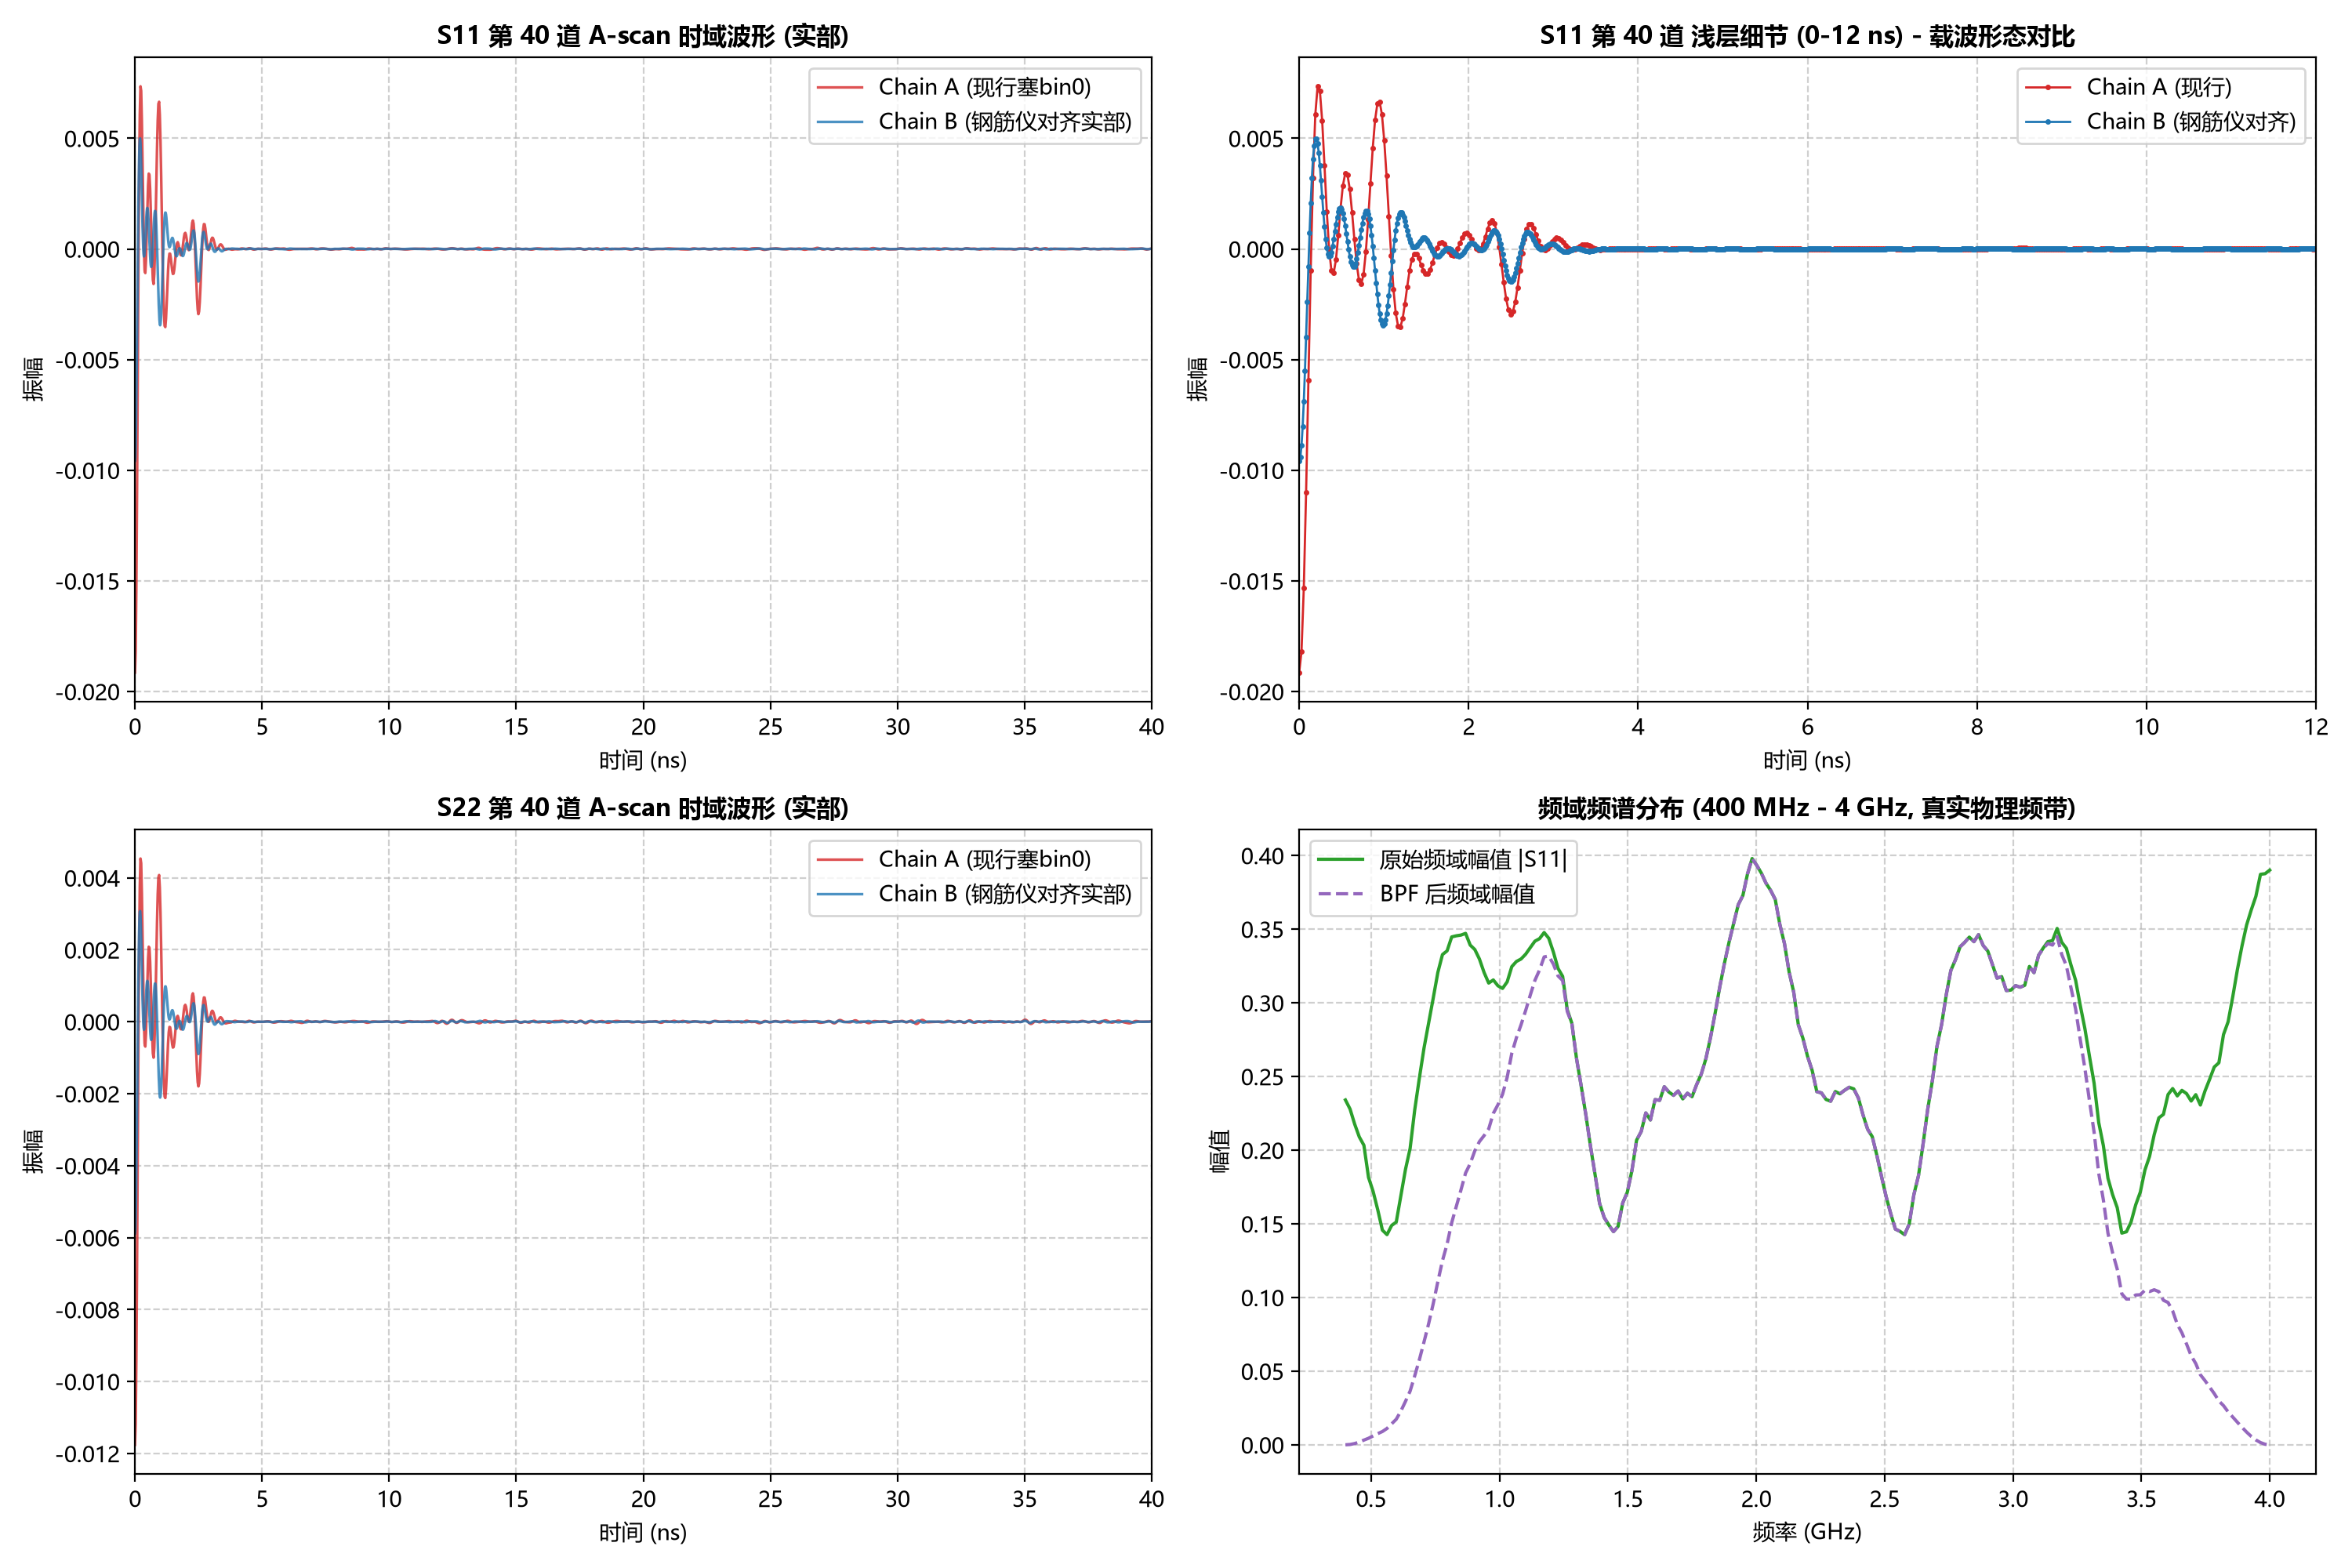 S11 第 40 道 A-scan 时域波形 (实部)
Chain A (现行塞bin0)
Chain B (钢筋仪对齐实部)
0.005
0.000
-0.005
-0.010
-0.015
-0.020
振幅
0 5 10 15 20 25 30 35 40
时间 (ns)
S11 第 40 道 浅层细节 (0-12 ns) - 载波形态对比
Chain A (现行)
Chain B (钢筋仪对齐)
0.005
0.000
-0.005
-0.010
-0.015
-0.020
振幅
0 2 4 6 8 10 12
时间 (ns)
S22 第 40 道 A-scan 时域波形 (实部)
Chain A (现行塞bin0)
Chain B (钢筋仪对齐实部)
0.004
0.002
0.000
-0.002
-0.004
-0.006
-0.008
-0.010
-0.012
振幅
0 5 10 15 20 25 30 35 40
时间 (ns)
频域频谱分布 (400 MHz - 4 GHz, 真实物理频带)
原始频域幅值 |S11|
BPF 后频域幅值
0.40
0.35
0.30
0.25
0.20
0.15
0.10
0.05
0.00
幅值
0.5 1.0 1.5 2.0 2.5 3.0 3.5 4.0
频率 (GHz)